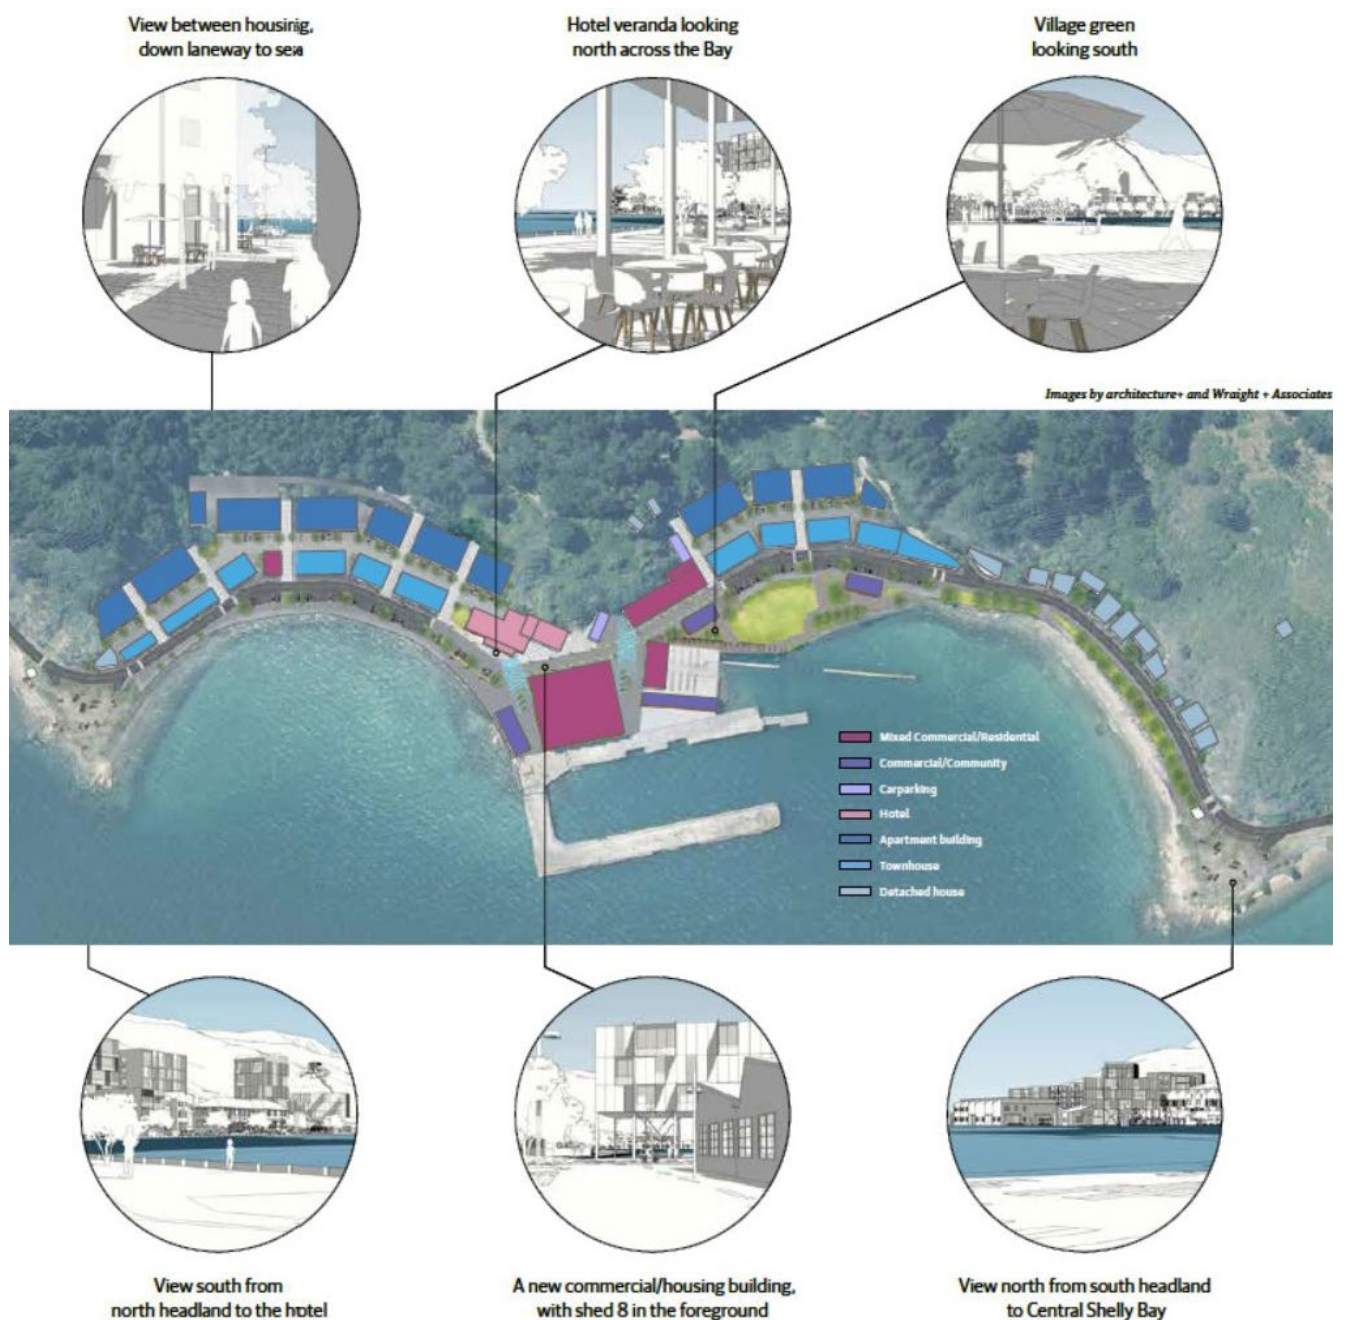 View between housing,
down laneway to sea
Hotel veranda looking
north across the Bay
Village green
looking south
Images by architecture+ and Wraight + Associates
Mixed Commercial/Residential
Commercial/Community
Carparking
Hotel
Apartment building
Townhouse
Detached house
View south from
north headland to the hotel
A new commercial/housing building,
with shed 8 in the foreground
View north from south headland
to Central Shelly Bay